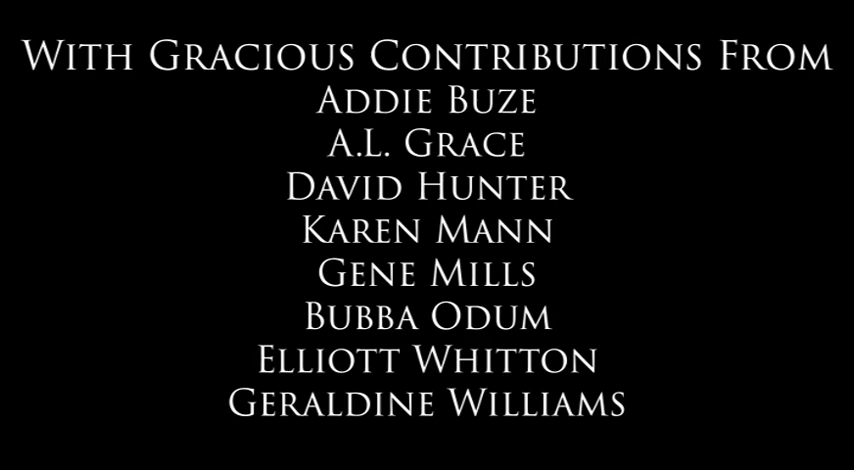 With Gracious Contributions From
Addie Buze
A.L. Grace
David Hunter
Karen Mann
Gene Mills
Bubba Odum
Elliott Whitton
Geraldine Williams